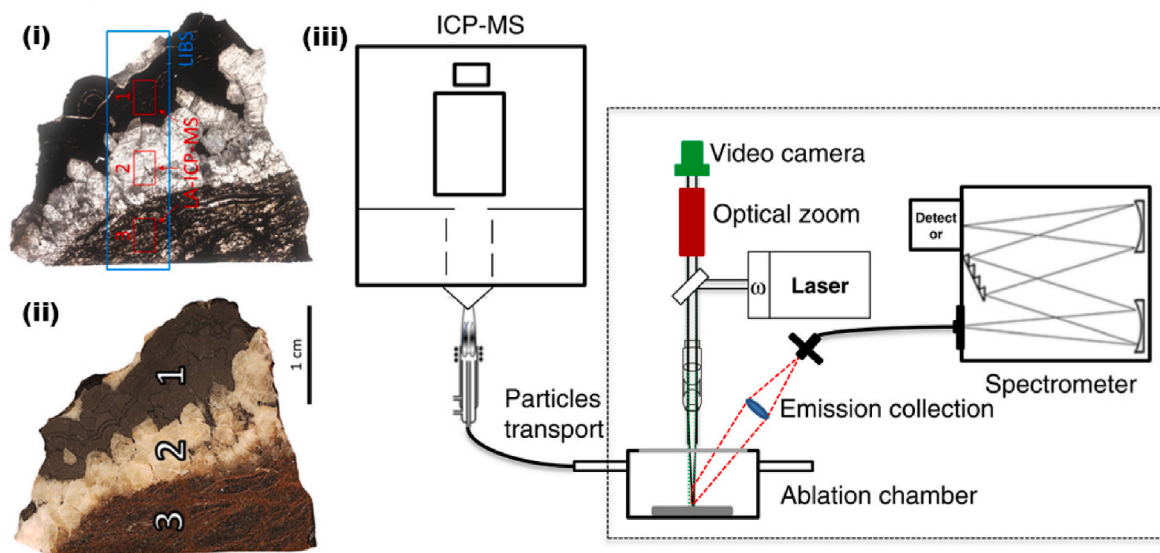 (i)
LIBS
1
2
LA-ICP-MS
3
(ii)
1
2
3
1 cm
(iii)
ICP-MS
Video camera
Optical zoom
ω
Laser
Detect
or
Spectrometer
Particles
transport
Emission collection
Ablation chamber